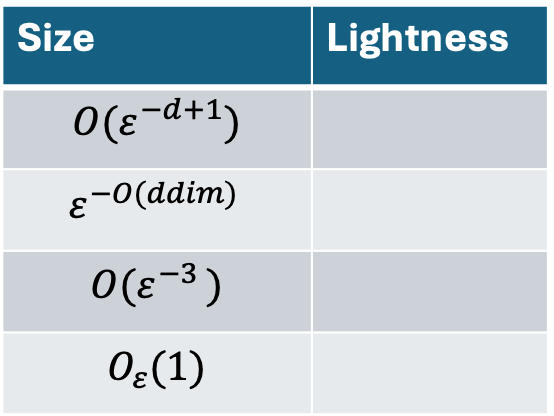 Size Lightness
O(ε^{-d+1})
ε^{-O(ddim)}
O(ε^{-3})
O_ε(1)